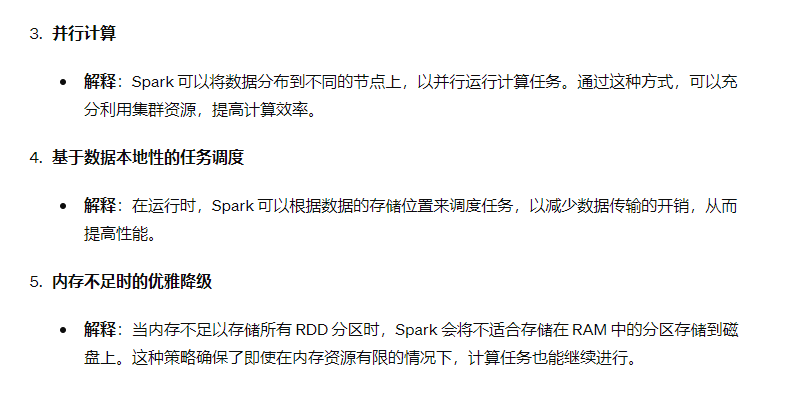 3. 并行计算
• 解释：Spark 可以将数据分布到不同的节点上，以并行运行计算任务。通过这种方式，可以充
分利用集群资源，提高计算效率。
4. 基于数据本地性的任务调度
• 解释：在运行时，Spark 可以根据数据的存储位置来调度任务，以减少数据传输的开销，从而
提高性能。
5. 内存不足时的优雅降级
• 解释：当内存不足以存储所有 RDD 分区时，Spark 会将不适合存储在 RAM 中的分区存储到磁
盘上。这种策略确保了即使在内存资源有限的情况下，计算任务也能继续进行。